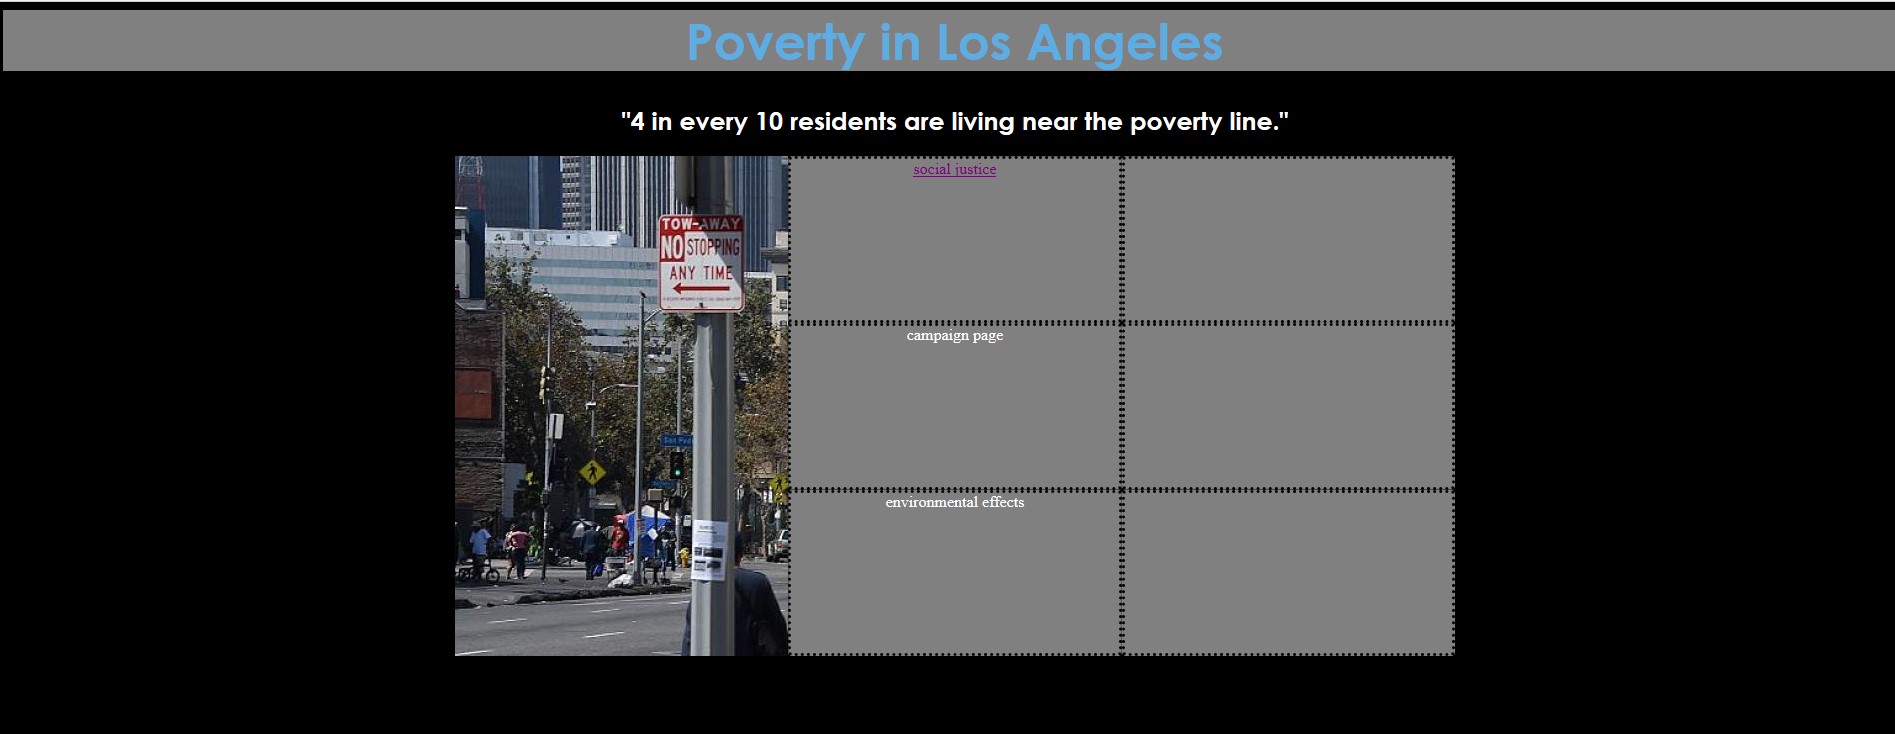 Poverty in Los Angeles
"4 in every 10 residents are living near the poverty line."
TOW-AWAY
NO STOPPING
ANY TIME
San
social justice
campaign page
environmental effects